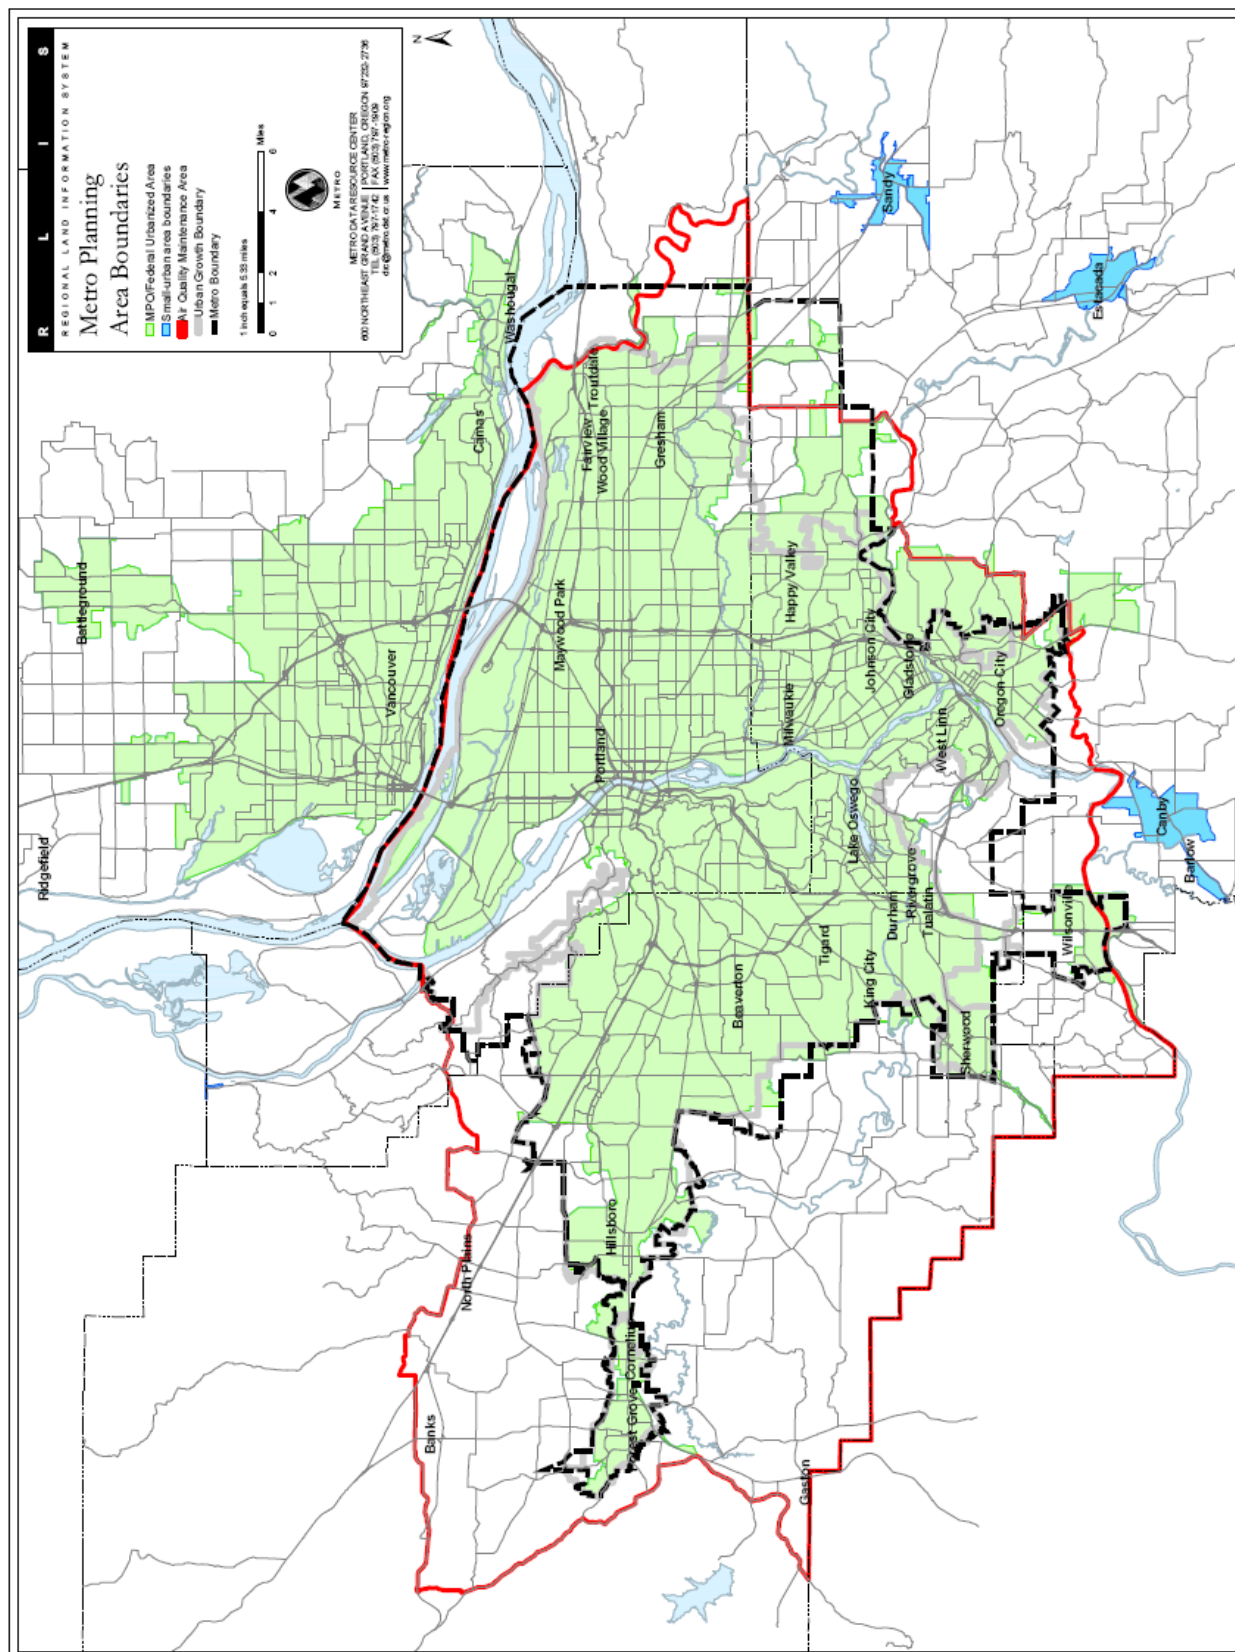 R L I S
REGIONAL LAND INFORMATION SYSTEM
Metro Planning
Area Boundaries
MPO/Federal Urbanized Area
Small-urban area boundaries
Air Quality Maintenance Area
Urban Growth Boundary
Metro Boundary
1 inch equals 5.33 miles
0 1 2 4 6 Miles
METRO
METRO DATA RESOURCE CENTER
600 NORTHEAST GRAND AVENUE PORTLAND, OREGON 97232-2736
TEL (503) 797-1742 FAX (503) 797-1909
drc@metro.dst.or.us www.metro-region.org
N
Ridgefield
Battleground
Vancouver
Camas
Washougal
Banks
North Plains
Hillsboro
Forest Grove
Cornelius
Gaston
Portland
Maywood Park
Fairview
Wood Village
Troutdale
Gresham
Beaverton
Tigard
King City
Durham
Rivergrove
Tualatin
Sherwood
Wilsonville
Lake Oswego
Milwaukie
Happy Valley
Johnson City
Gladstone
West Linn
Oregon City
Canby
Barlow
Sandy
Estacada